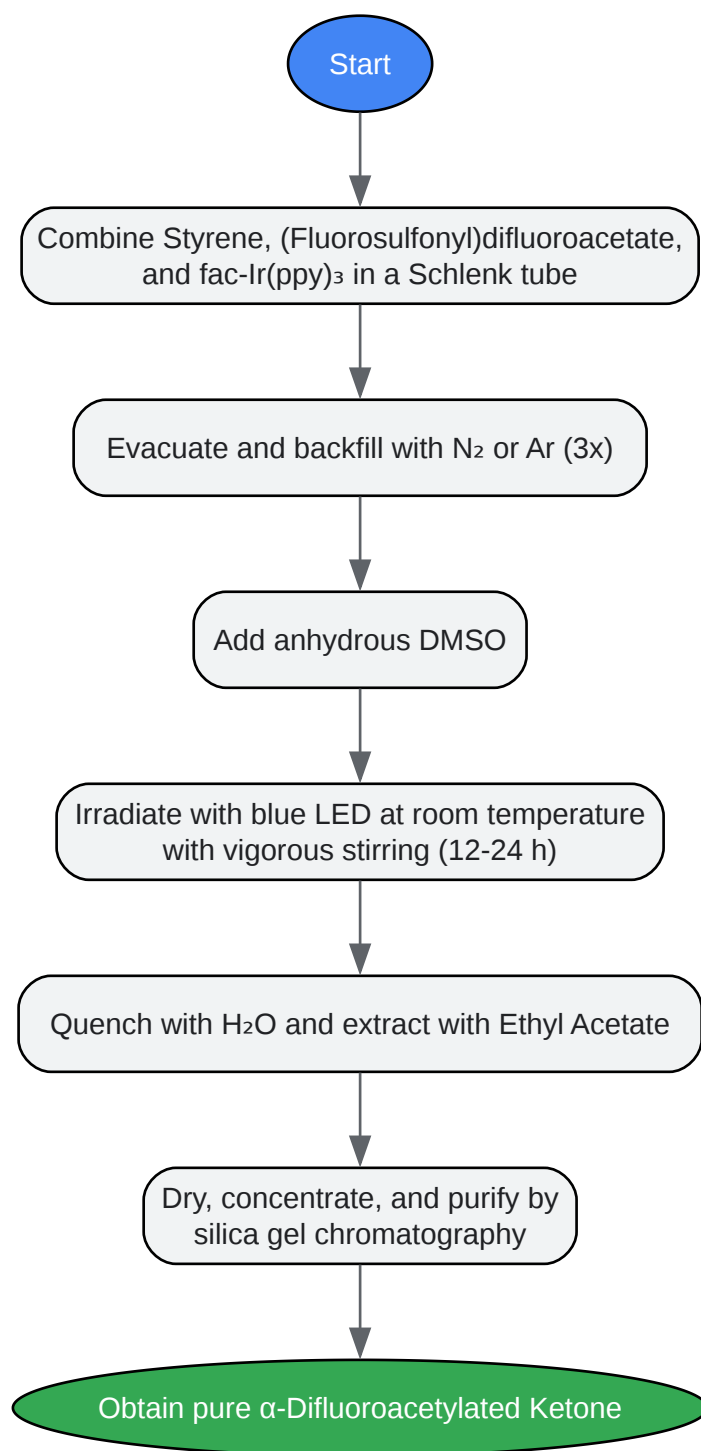 Start
Combine Styrene, (Fluorosulfonyl)difluoroacetate,
and fac-Ir(ppy)₃ in a Schlenk tube
Evacuate and backfill with N₂ or Ar (3x)
Add anhydrous DMSO
Irradiate with blue LED at room temperature
with vigorous stirring (12-24 h)
Quench with H₂O and extract with Ethyl Acetate
Dry, concentrate, and purify by
silica gel chromatography
Obtain pure α-Difluoroacetylated Ketone